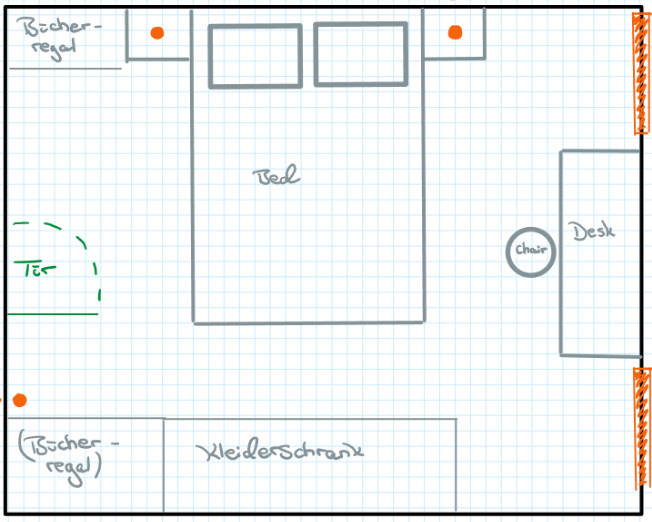 Bücher-
regal
Bed
Desk
Chair
Tür
(Bücher-
regal)
Kleiderschrank